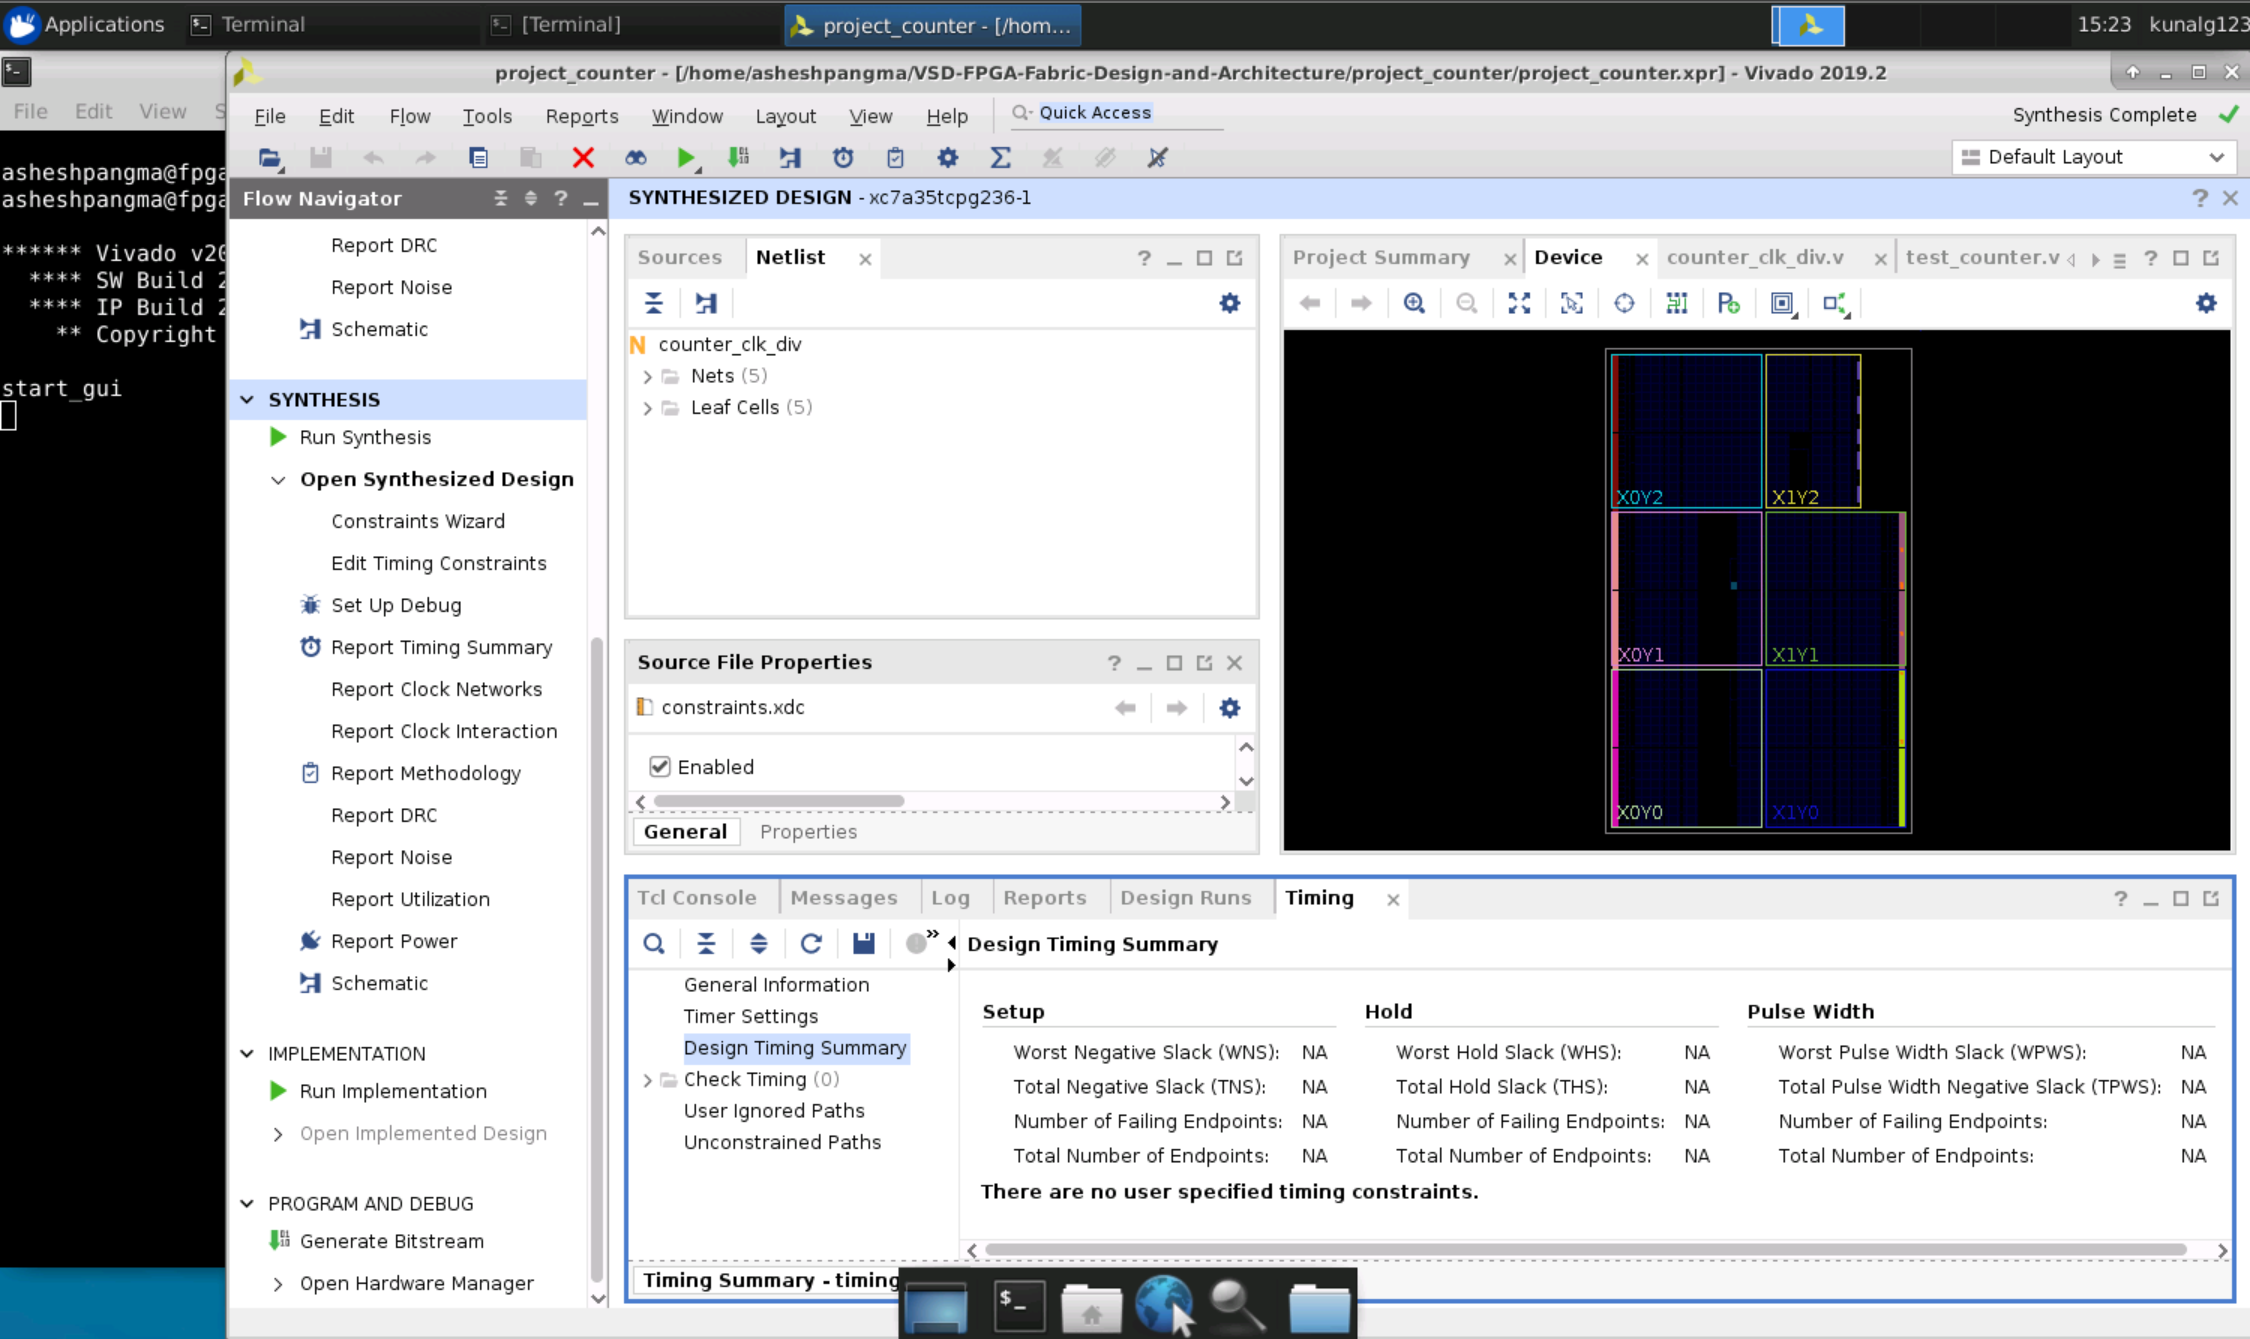 Applications
Terminal
[Terminal]
project_counter - [/hom...
15:23
kunalg123
project_counter - [/home/asheshpangma/VSD-FPGA-Fabric-Design-and-Architecture/project_counter/project_counter.xpr] - Vivado 2019.2
File Edit View S
File Edit Flow Tools Reports Window Layout View Help
Quick Access
Synthesis Complete
Default Layout
asheshpangma@fpga
asheshpangma@fpga
****** Vivado v20
**** SW Build 2
**** IP Build 2
** Copyright
start_gui
Flow Navigator
Report DRC
Report Noise
Schematic
SYNTHESIS
Run Synthesis
Open Synthesized Design
Constraints Wizard
Edit Timing Constraints
Set Up Debug
Report Timing Summary
Report Clock Networks
Report Clock Interaction
Report Methodology
Report DRC
Report Noise
Report Utilization
Report Power
Schematic
IMPLEMENTATION
Run Implementation
Open Implemented Design
PROGRAM AND DEBUG
Generate Bitstream
Open Hardware Manager
SYNTHESIZED DESIGN - xc7a35tcpg236-1
Sources
Netlist
N counter_clk_div
Nets (5)
Leaf Cells (5)
Source File Properties
constraints.xdc
Enabled
General
Properties
Project Summary
Device
counter_clk_div.v
test_counter.v
X0Y2
X1Y2
X0Y1
X1Y1
X0Y0
X1Y0
Tcl Console
Messages
Log
Reports
Design Runs
Timing
Design Timing Summary
General Information
Timer Settings
Design Timing Summary
Check Timing (0)
User Ignored Paths
Unconstrained Paths
Setup
Worst Negative Slack (WNS): NA
Total Negative Slack (TNS): NA
Number of Failing Endpoints: NA
Total Number of Endpoints: NA
Hold
Worst Hold Slack (WHS): NA
Total Hold Slack (THS): NA
Number of Failing Endpoints: NA
Total Number of Endpoints: NA
Pulse Width
Worst Pulse Width Slack (WPWS): NA
Total Pulse Width Negative Slack (TPWS): NA
Number of Failing Endpoints: NA
Total Number of Endpoints: NA
There are no user specified timing constraints.
Timing Summary - timing